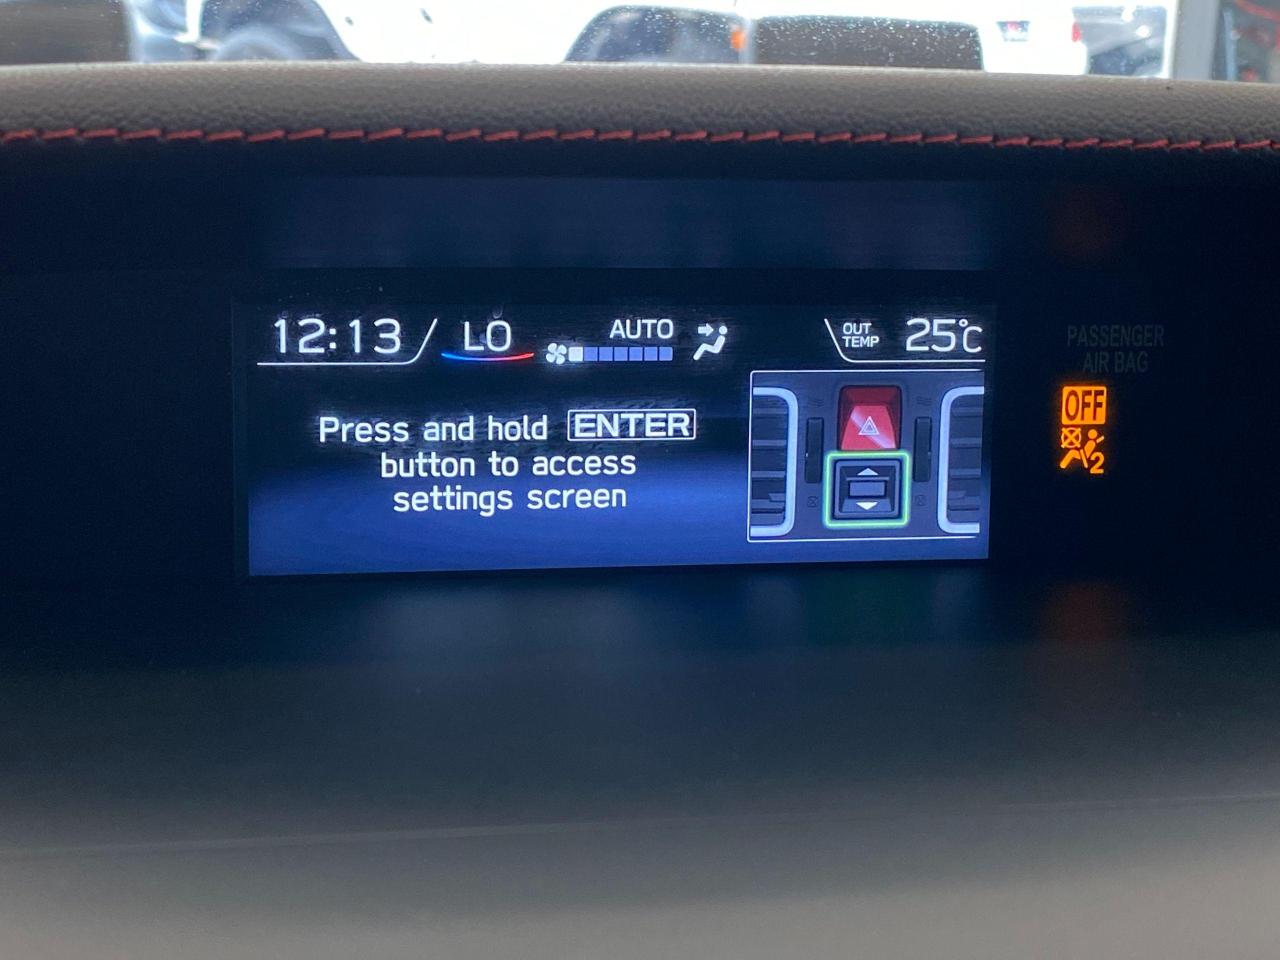 12:13 LO AUTO OUT TEMP 25°C
Press and hold ENTER
button to access
settings screen
PASSENGER
AIR BAG
OFF
2